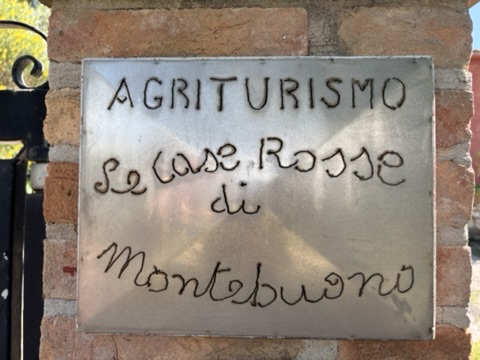 AGRITURISMO
Le Case Rosse
di
Montebuono